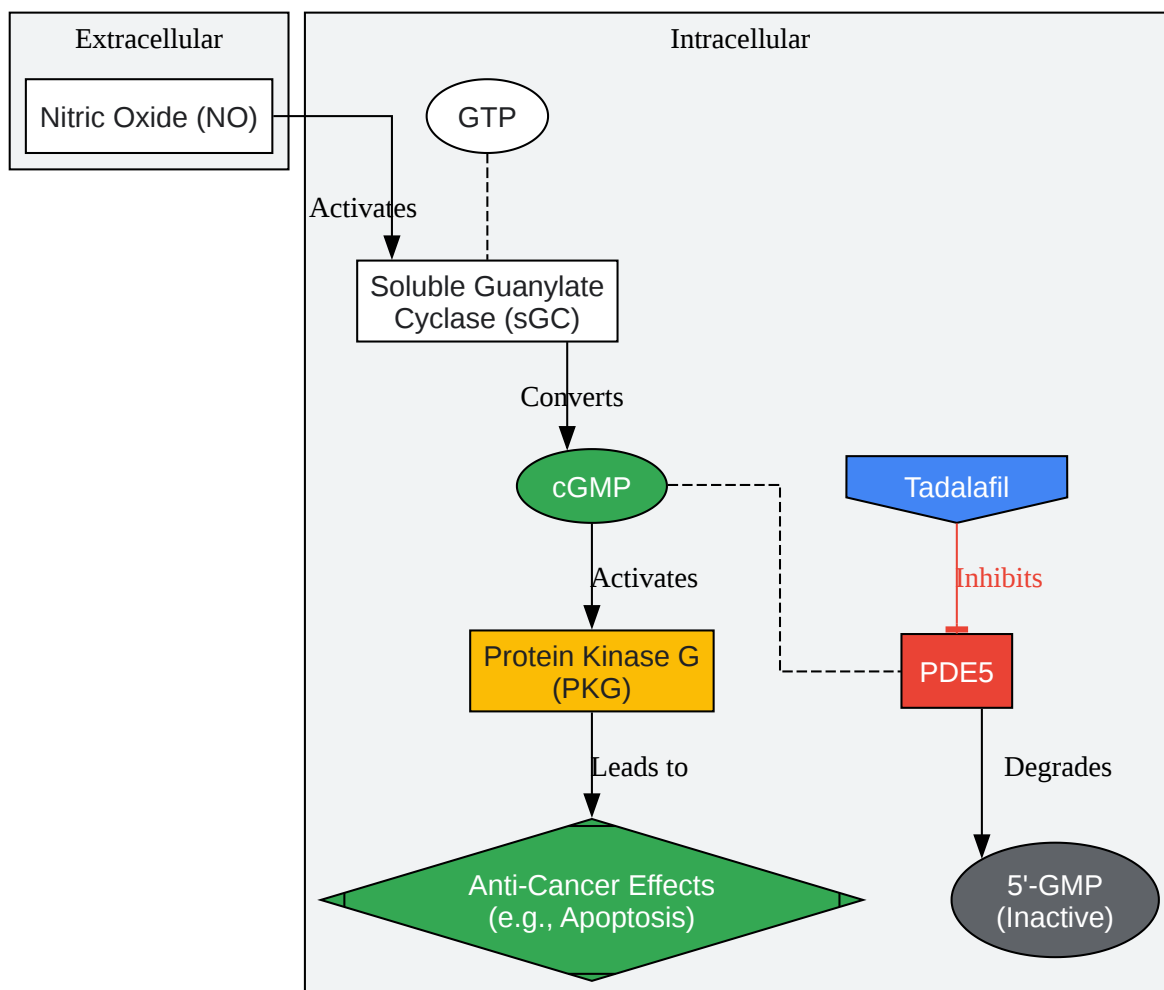 Extracellular
Intracellular
Nitric Oxide (NO)
GTP
Activates
Soluble Guanylate
Cyclase (sGC)
Converts
cGMP
Tadalafil
Activates
Inhibits
Protein Kinase G
(PKG)
PDE5
Leads to
Degrades
Anti-Cancer Effects
(e.g., Apoptosis)
5'-GMP
(Inactive)